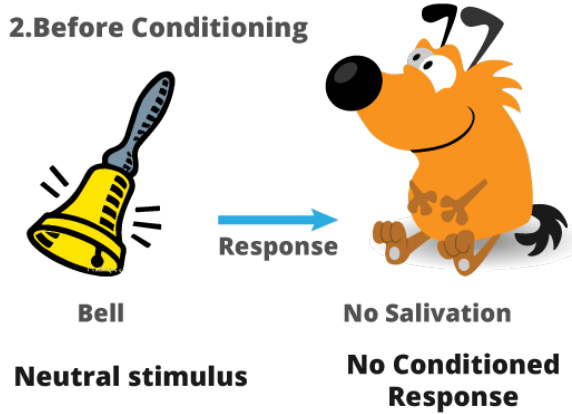 2.Before Conditioning
Response
Bell
No Salivation
Neutral stimulus
No Conditioned
Response